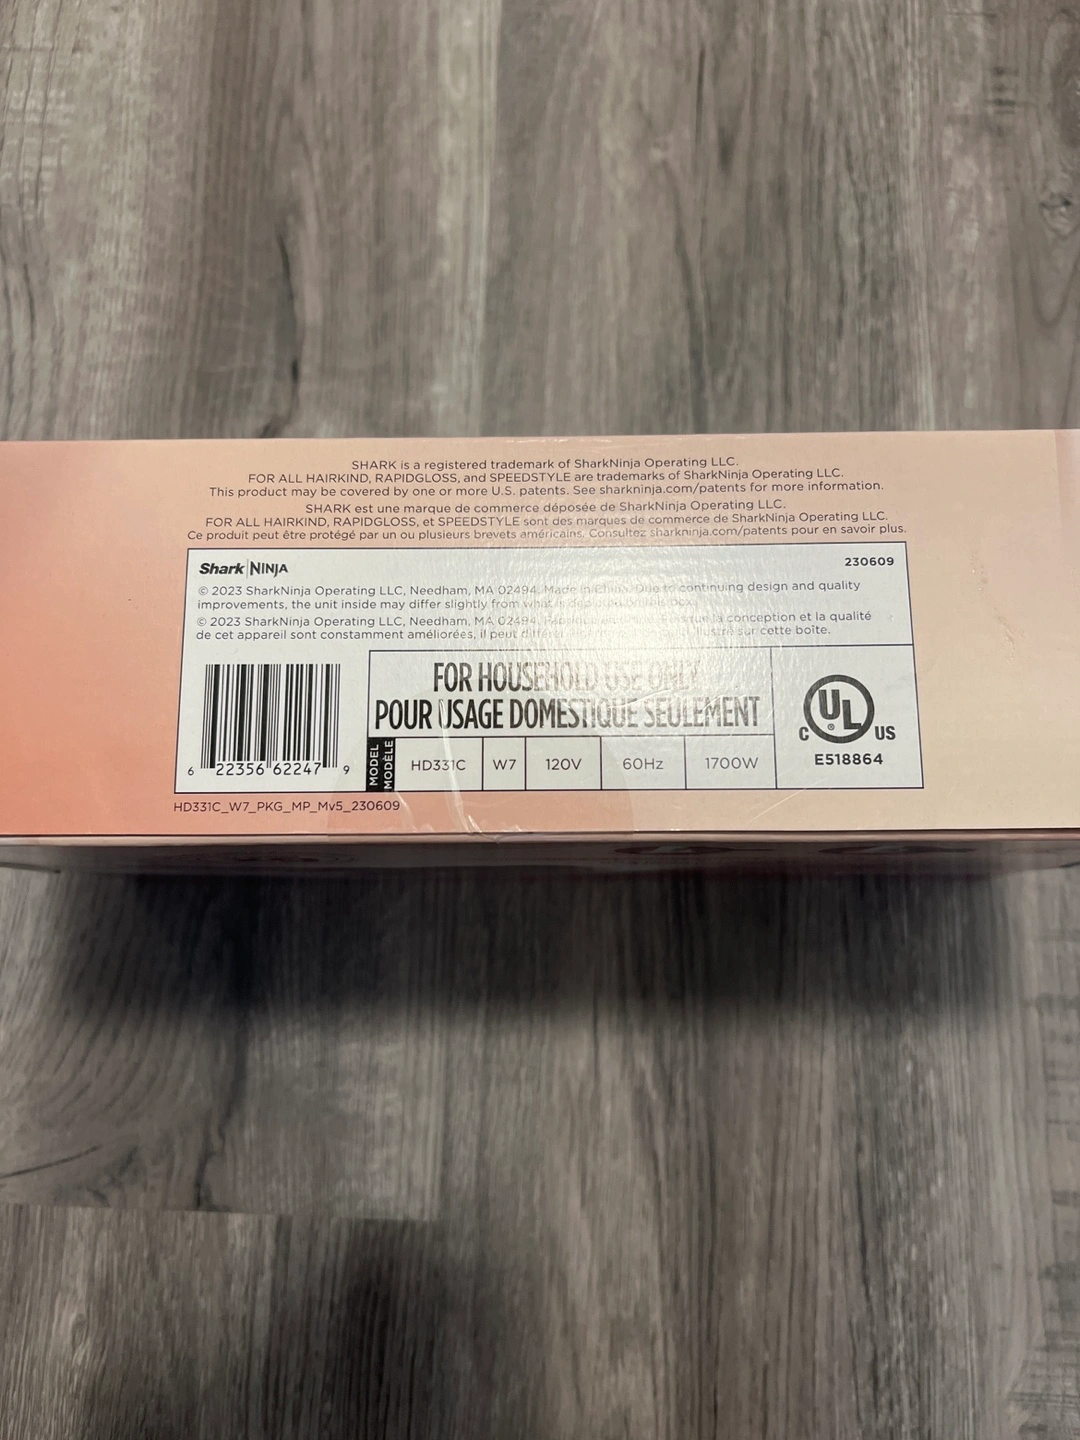 SHARK is a registered trademark of SharkNinja Operating LLC.
FOR ALL HAIRKIND, RAPIDGLOSS, and SPEEDSTYLE are trademarks of SharkNinja Operating LLC.
This product may be covered by one or more U.S. patents. See sharkninja.com/patents for more information.
SHARK est une marque de commerce déposée de SharkNinja Operating LLC.
FOR ALL HAIRKIND, RAPIDGLOSS, et SPEEDSTYLE sont des marques de commerce de SharkNinja Operating LLC.
Ce produit peut être protégé par un ou plusieurs brevets américains. Consultez sharkninja.com/patents pour en savoir plus.
Shark|NINJA
230609
© 2023 SharkNinja Operating LLC, Needham, MA 02494. Made in China. Due to continuing design and quality
improvements, the unit inside may differ slightly from what is depicted on this box.
© 2023 SharkNinja Operating LLC, Needham, MA 02494. la conception et la qualité
de cet appareil sont constamment améliorées, il peut illustré sur cette boîte.
FOR HOUSEHOLD USE ONLY
POUR USAGE DOMESTIQUE SEULEMENT
MODEL
MODÈLE
HD331C W7 120V 60Hz 1700W
C UL ® US
E518864
6 22356 62247 9
HD331C_W7_PKG_MP_Mv5_230609